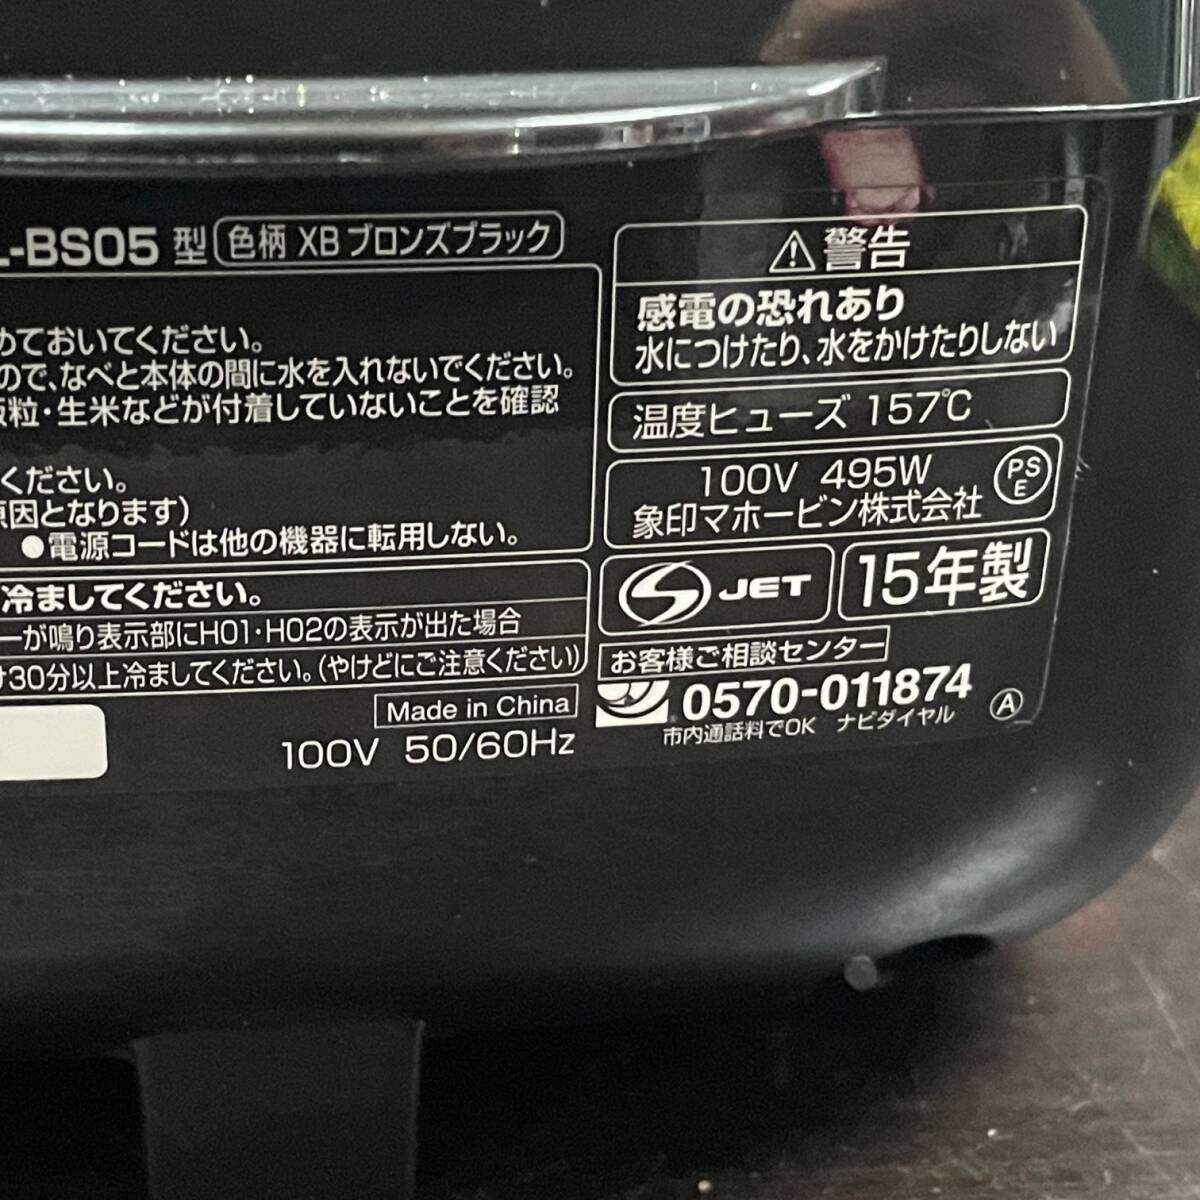 L-BS05 型 色柄 XB ブロンズブラック
めておいてください。
ので、なべと本体の間に水を入れないでください。
飯粒・生米などが付着していないことを確認
ください。
原因となります)
●電源コードは他の機器に転用しない。
冷ましてください。
ーが鳴り表示部にH01・H02の表示が出た場合
け30分以上冷ましてください。(やけどにご注意ください)
Made in China
100V 50/60Hz
警告
感電の恐れあり
水につけたり、水をかけたりしない
温度ヒューズ 157℃
100V 495W
象印マホービン株式会社
PSE
S JET
15年製
お客様ご相談センター
0570-011874
市内通話料でOK ナビダイヤル
A